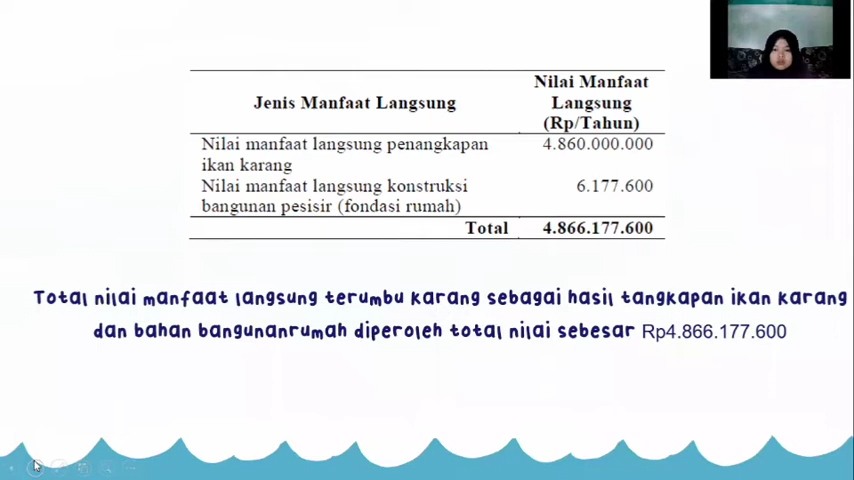 Jenis Manfaat Langsung
Nilai Manfaat
Langsung
(Rp/Tahun)
Nilai manfaat langsung penangkapan
ikan karang
4.860.000.000
Nilai manfaat langsung konstruksi
bangunan pesisir (fondasi rumah)
6.177.600
Total 4.866.177.600
Total nilai manfaat langsung terumbu karang sebagai hasil tangkapan ikan karang
dan bahan bangunanrumah diperoleh total nilai sebesar Rp4.866.177.600